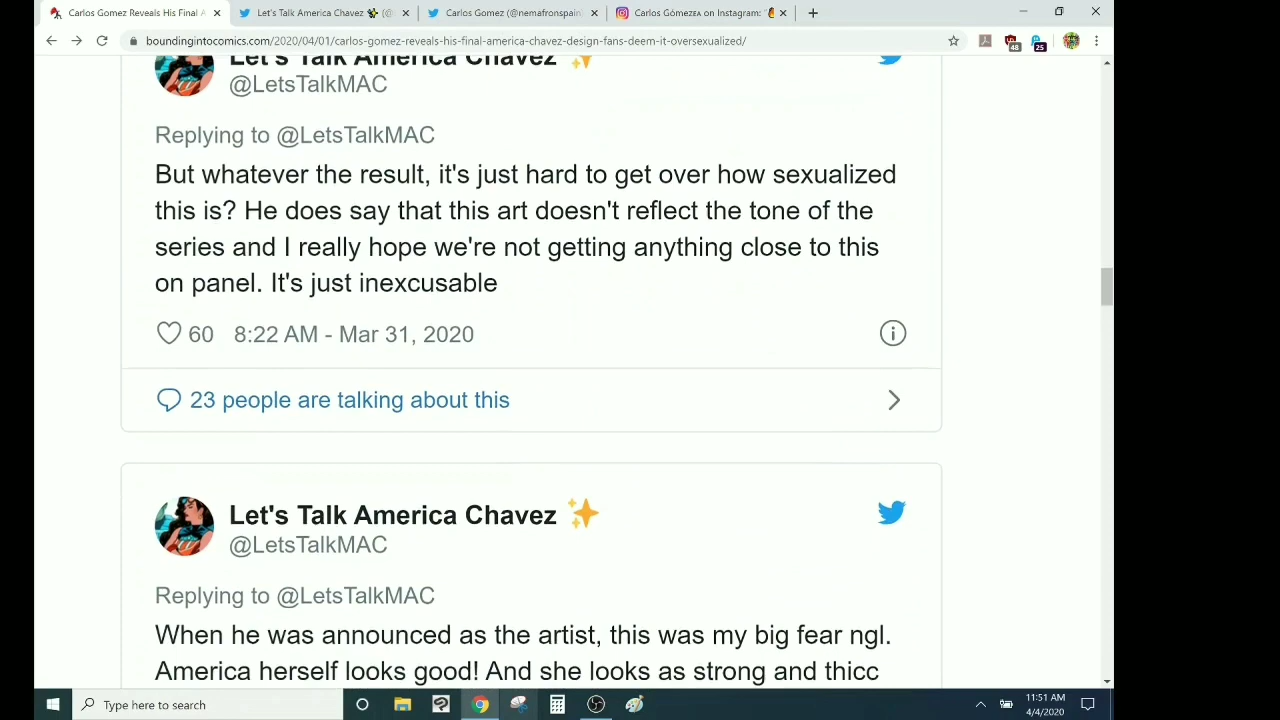 Carlos Gomez Reveals His Final A
Let's Talk America Chavez
Carlos Gomez (@nemafronspain
Carlos Gómezᴇᴀ on Instagram: "
boundingintocomics.com/2020/04/01/carlos-gomez-reveals-his-final-america-chavez-design-fans-deem-it-oversexualized/
48
25
Let's Talk America Chavez
@LetsTalkMAC
Replying to @LetsTalkMAC
But whatever the result, it's just hard to get over how sexualized
this is? He does say that this art doesn't reflect the tone of the
series and I really hope we're not getting anything close to this
on panel. It's just inexcusable
60 8:22 AM - Mar 31, 2020
23 people are talking about this
Let's Talk America Chavez
@LetsTalkMAC
Replying to @LetsTalkMAC
When he was announced as the artist, this was my big fear ngl.
America herself looks good! And she looks as strong and thicc
Type here to search
11:51 AM
4/4/2020